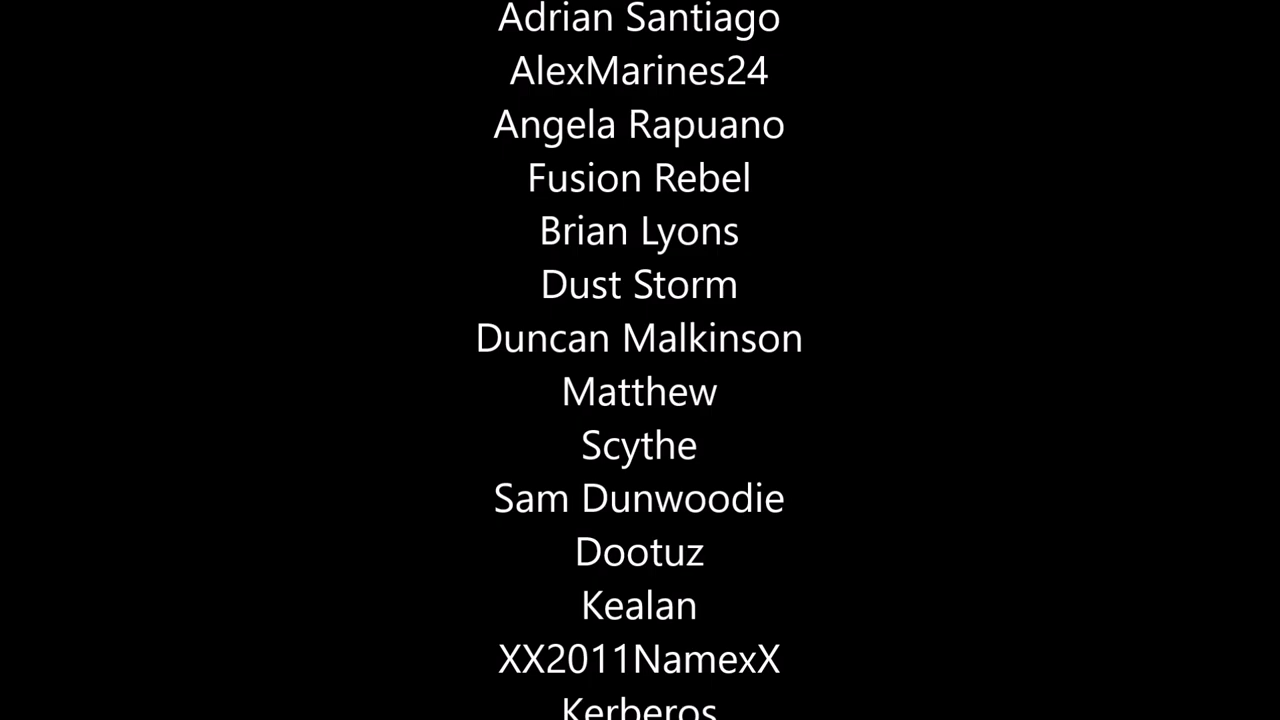 Adrian Santiago
AlexMarines24
Angela Rapuano
Fusion Rebel
Brian Lyons
Dust Storm
Duncan Malkinson
Matthew
Scythe
Sam Dunwoodie
Dootuz
Kealan
XX2011NamexX
Kerberos